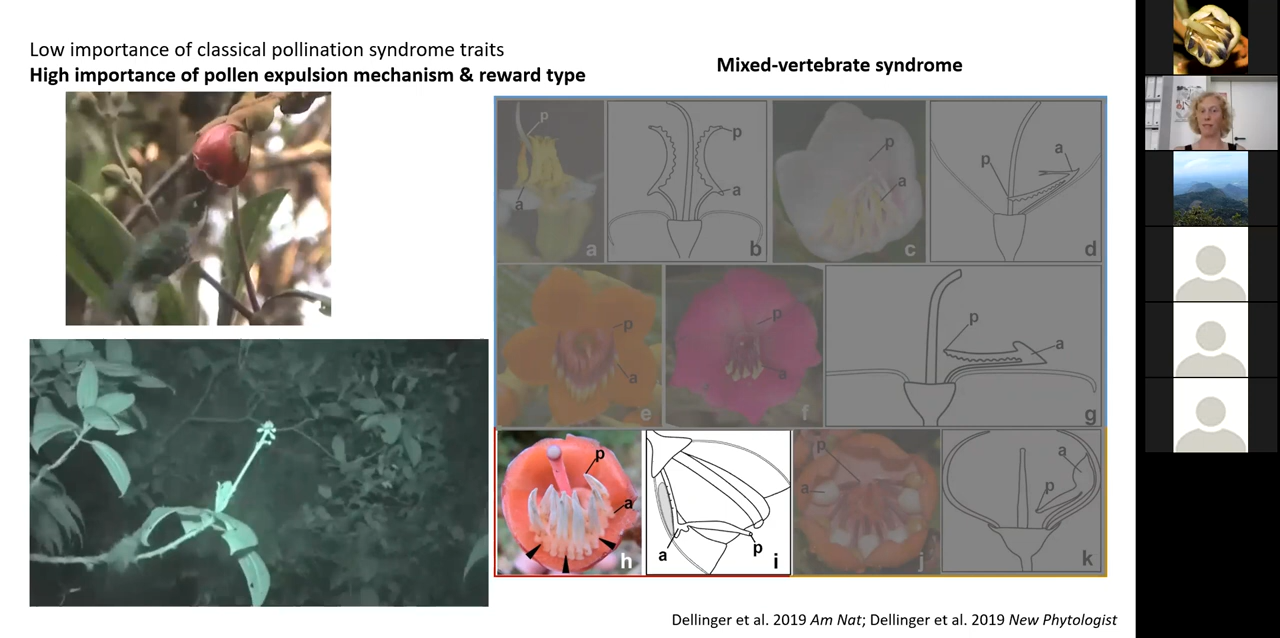 Low importance of classical pollination syndrome traits
High importance of pollen expulsion mechanism & reward type
Mixed-vertebrate syndrome
p
a
a
p
a
b
p
a
c
p
a
d
p
a
e
p
a
f
p
a
g
p
a
h
a
p
i
p
a
j
a
p
k
Dellinger et al. 2019 Am Nat; Dellinger et al. 2019 New Phytologist